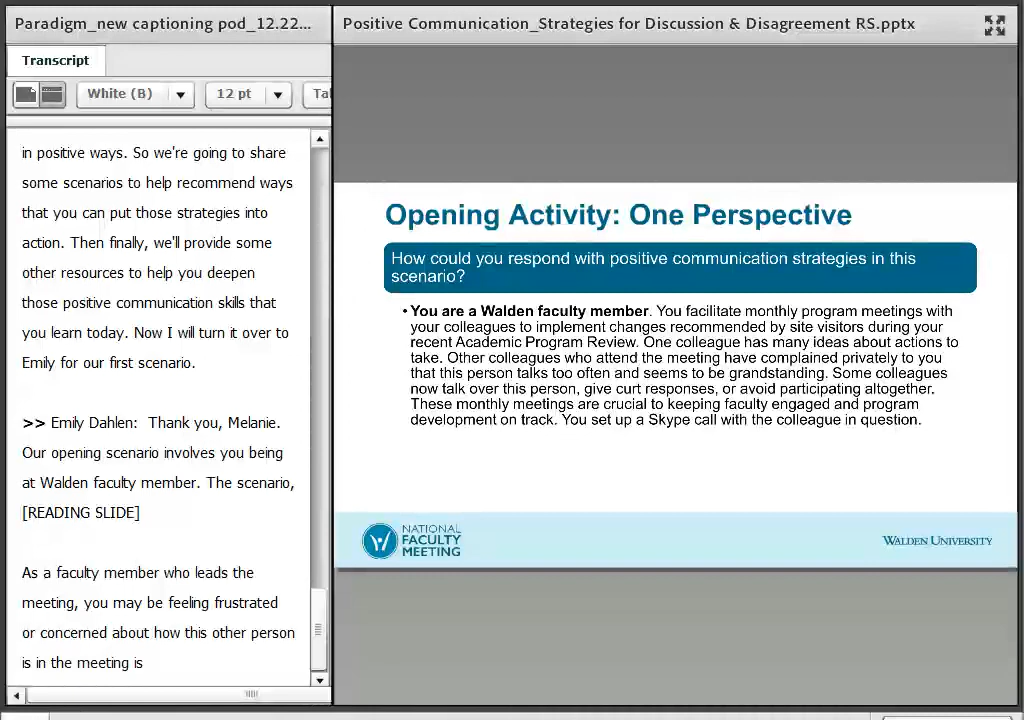 Paradigm_new captioning pod_12.22...
Transcript
White (B)
12 pt
Tal
in positive ways. So we're going to share
some scenarios to help recommend ways
that you can put those strategies into
action. Then finally, we'll provide some
other resources to help you deepen
those positive communication skills that
you learn today. Now I will turn it over to
Emily for our first scenario.
>> Emily Dahlen:  Thank you, Melanie.
Our opening scenario involves you being
at Walden faculty member. The scenario,
[READING SLIDE]
As a faculty member who leads the
meeting, you may be feeling frustrated
or concerned about how this other person
is in the meeting is
Positive Communication_Strategies for Discussion & Disagreement RS.pptx
Opening Activity: One Perspective
How could you respond with positive communication strategies in this
scenario?
• You are a Walden faculty member. You facilitate monthly program meetings with
your colleagues to implement changes recommended by site visitors during your
recent Academic Program Review. One colleague has many ideas about actions to
take. Other colleagues who attend the meeting have complained privately to you
that this person talks too often and seems to be grandstanding. Some colleagues
now talk over this person, give curt responses, or avoid participating altogether.
These monthly meetings are crucial to keeping faculty engaged and program
development on track. You set up a Skype call with the colleague in question.
NATIONAL
FACULTY
MEETING
WALDEN UNIVERSITY